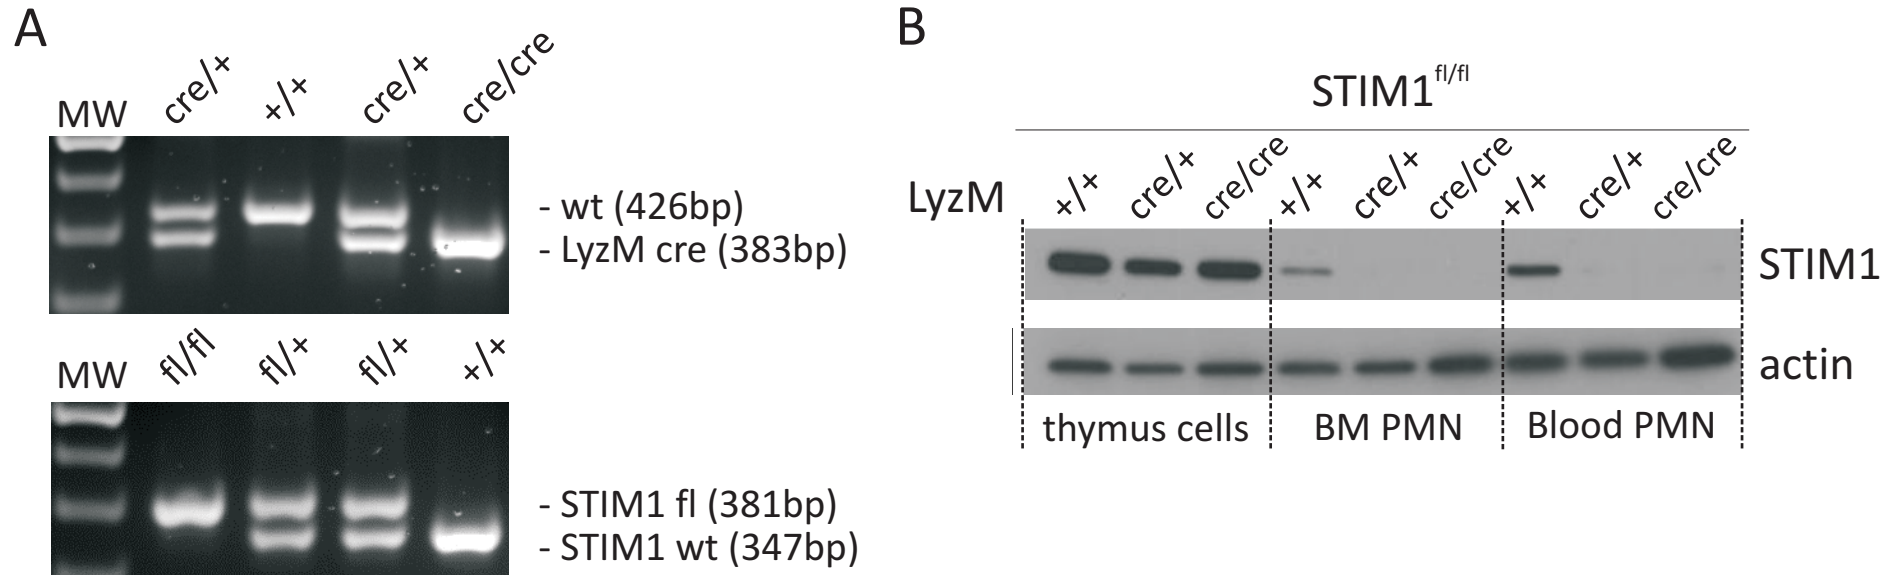 A
MW cre/+ +/+ cre/+ cre/cre
- wt (426bp)
- LyzM cre (383bp)
MW fl/fl fl/+ fl/+ +/+
- STIM1 fl (381bp)
- STIM1 wt (347bp)
B
STIM1 fl/fl
LyzM +/+ cre/+ cre/cre +/+ cre/+ cre/cre +/+ cre/+ cre/cre
STIM1
actin
thymus cells BM PMN Blood PMN